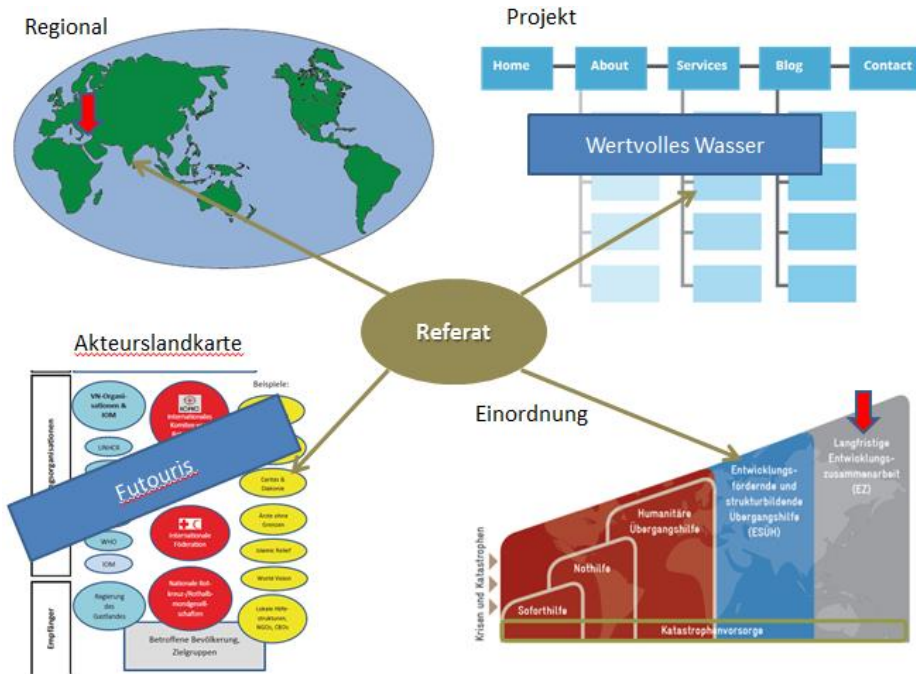 Regional
Projekt
Home
About
Services
Blog
Contact
Wertvolles Wasser
Referat
Akteurslandkarte
Beispiele:
VN-Organi-
sationen &
IOM
ICRC
Internationales
UNHCR
Futouris
Caritas &
Diakonie
Ärzte ohne
Grenzen
WHO
Internationale
Föderation
Islamic Relief
IOM
World Vision
Empfänger
Regierung
des
Gastlandes
Nationale Rot-
kreuz-/Rothalb-
mondgesell-
schaften
Lokale Hilfs-
strukturen,
NGOs, CBOs
Betroffene Bevölkerung,
Zielgruppen
Einordnung
Krisen und Katastrophen
Soforthilfe
Nothilfe
Humanitäre
Übergangshilfe
Entwicklungs-
fördernde und
strukturbildende
Übergangshilfe
(ESÜH)
Langfristige
Entwicklungs-
zusammenarbeit
(EZ)
Katastrophenvorsorge